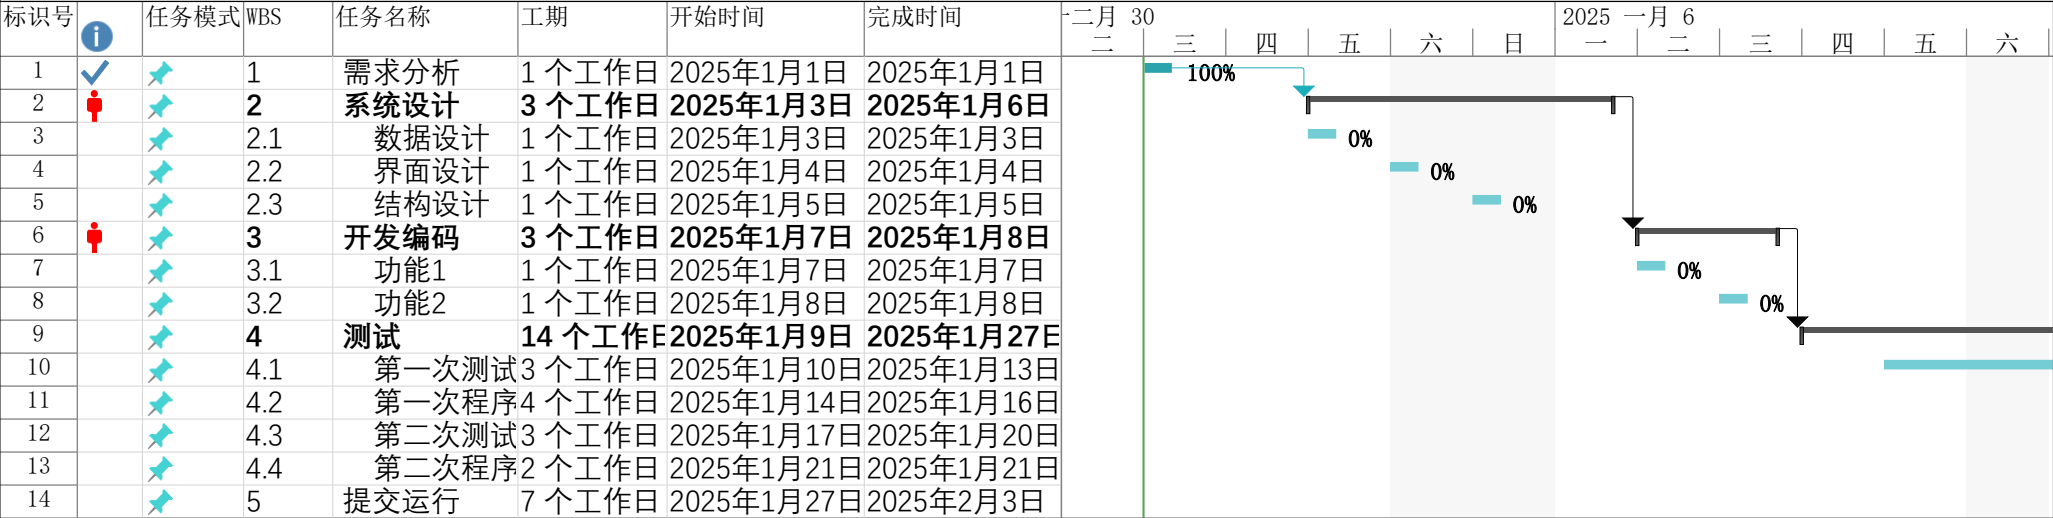 标识号 任务模式 WBS 任务名称 工期 开始时间 完成时间 二月 30 2025 一月 6
二 三 四 五 六 日 一 二 三 四 五 六
1 1 需求分析 1 个工作日 2025年1月1日 2025年1月1日 100%
2 2 系统设计 3 个工作日 2025年1月3日 2025年1月6日
3 2.1 数据设计 1 个工作日 2025年1月3日 2025年1月3日 0%
4 2.2 界面设计 1 个工作日 2025年1月4日 2025年1月4日 0%
5 2.3 结构设计 1 个工作日 2025年1月5日 2025年1月5日 0%
6 3 开发编码 3 个工作日 2025年1月7日 2025年1月8日
7 3.1 功能1 1 个工作日 2025年1月7日 2025年1月7日 0%
8 3.2 功能2 1 个工作日 2025年1月8日 2025年1月8日 0%
9 4 测试 14 个工作日 2025年1月9日 2025年1月27日
10 4.1 第一次测试 3 个工作日 2025年1月10日 2025年1月13日
11 4.2 第一次程序 4 个工作日 2025年1月14日 2025年1月16日
12 4.3 第二次测试 3 个工作日 2025年1月17日 2025年1月20日
13 4.4 第二次程序 2 个工作日 2025年1月21日 2025年1月21日
14 5 提交运行 7 个工作日 2025年1月27日 2025年2月3日